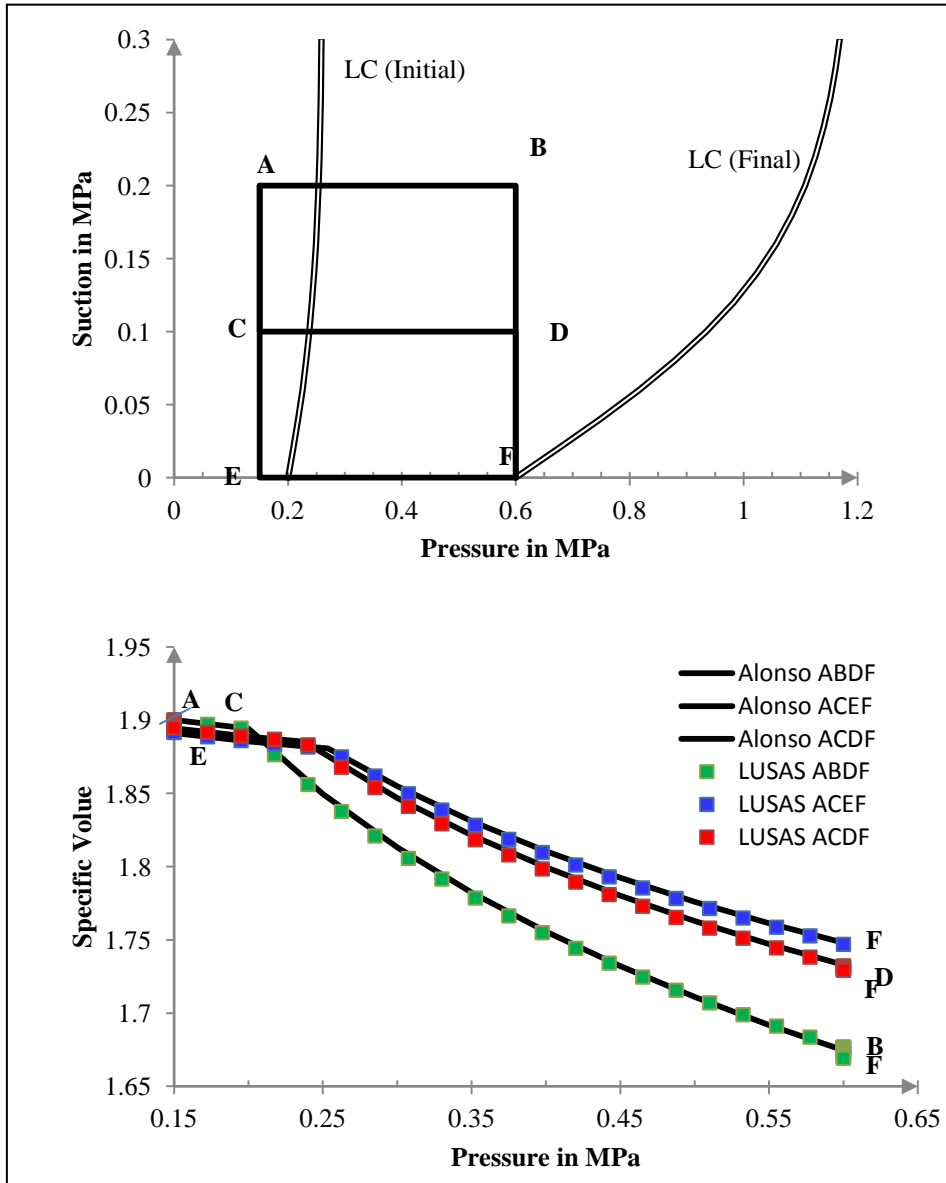 0.3
LC (Initial)
0.25
B
A
LC (Final)
0.2
0.15
Suction in MPa
C
0.1
D
0.05
F
E
0
0 0.2 0.4 0.6 0.8 1 1.2
Pressure in MPa
1.95
Alonso ABDF
A C
Alonso ACEF
1.9
Alonso ACDF
E
LUSAS ABDF
1.85
LUSAS ACEF
LUSAS ACDF
1.8
Specific Volue
1.75
F
D
F
1.7
B
F
1.65
0.15 0.25 0.35 0.45 0.55 0.65
Pressure in MPa